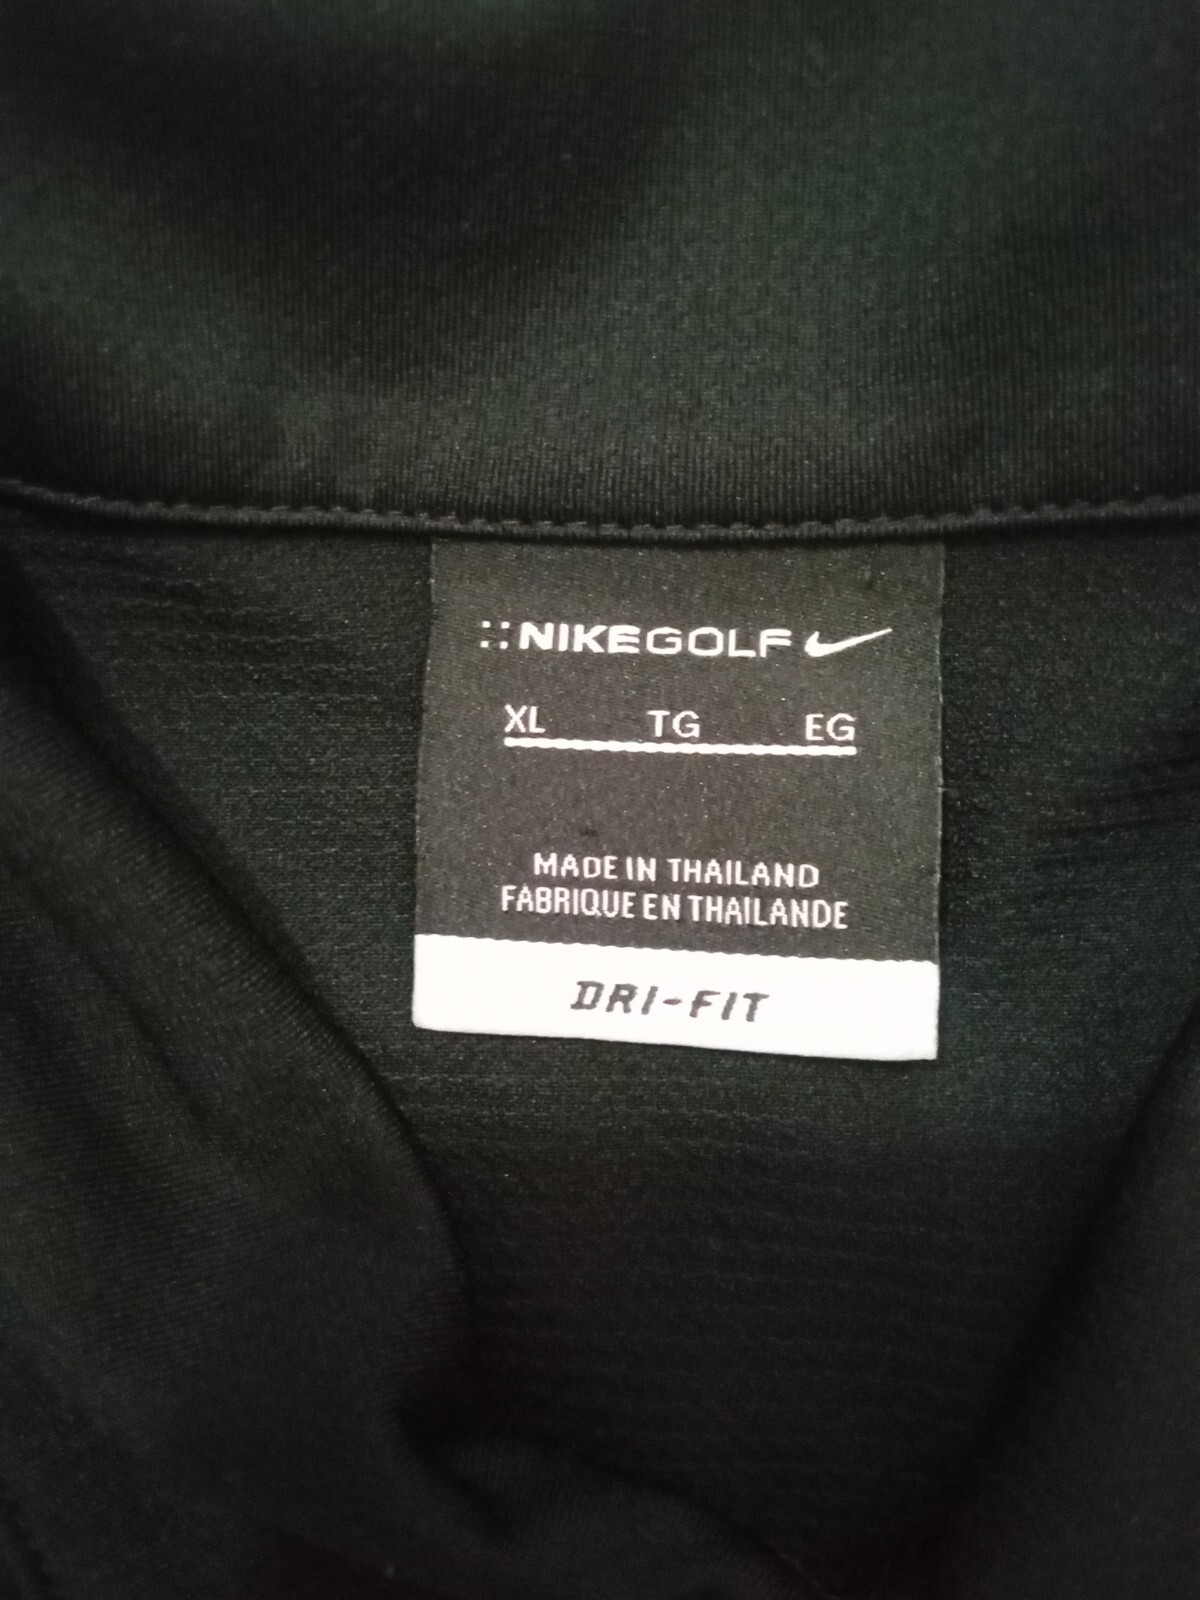 ::NIKEGOLF
XL TG EG
MADE IN THAILAND
FABRIQUE EN THAILANDE
DRI-FIT